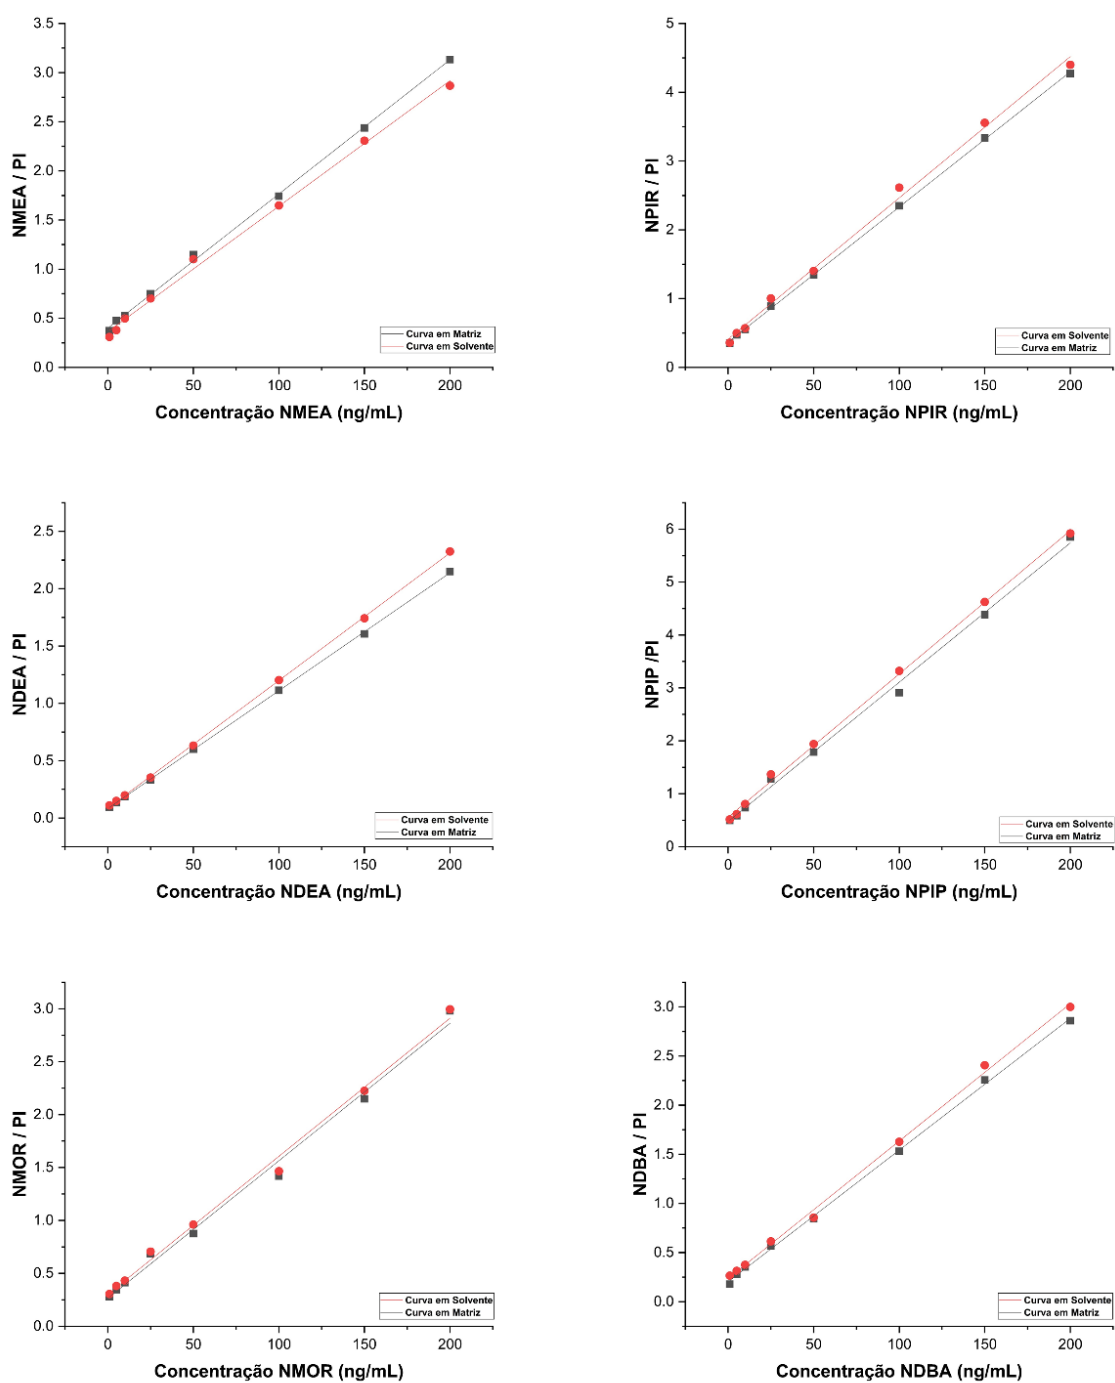 3.5
3.0
2.5
2.0
1.5
1.0
0.5
0.0
NMEA / PI
Curva em Matriz
Curva em Solvente
0 50 100 150 200
Concentração NMEA (ng/mL)
5
4
3
2
1
0
NPIR / PI
Curva em Solvente
Curva em Matriz
0 50 100 150 200
Concentração NPIR (ng/mL)
2.5
2.0
1.5
1.0
0.5
0.0
NDEA / PI
Curva em Solvente
Curva em Matriz
0 50 100 150 200
Concentração NDEA (ng/mL)
6
5
4
3
2
1
0
NPIP /PI
Curva em Solvente
Curva em Matriz
0 50 100 150 200
Concentração NPIP (ng/mL)
3.0
2.5
2.0
1.5
1.0
0.5
0.0
NMOR / PI
Curva em Solvente
Curva em Matriz
0 50 100 150 200
Concentração NMOR (ng/mL)
3.0
2.5
2.0
1.5
1.0
0.5
0.0
NDBA / PI
Curva em Solvente
Curva em Matriz
0 50 100 150 200
Concentração NDBA (ng/mL)